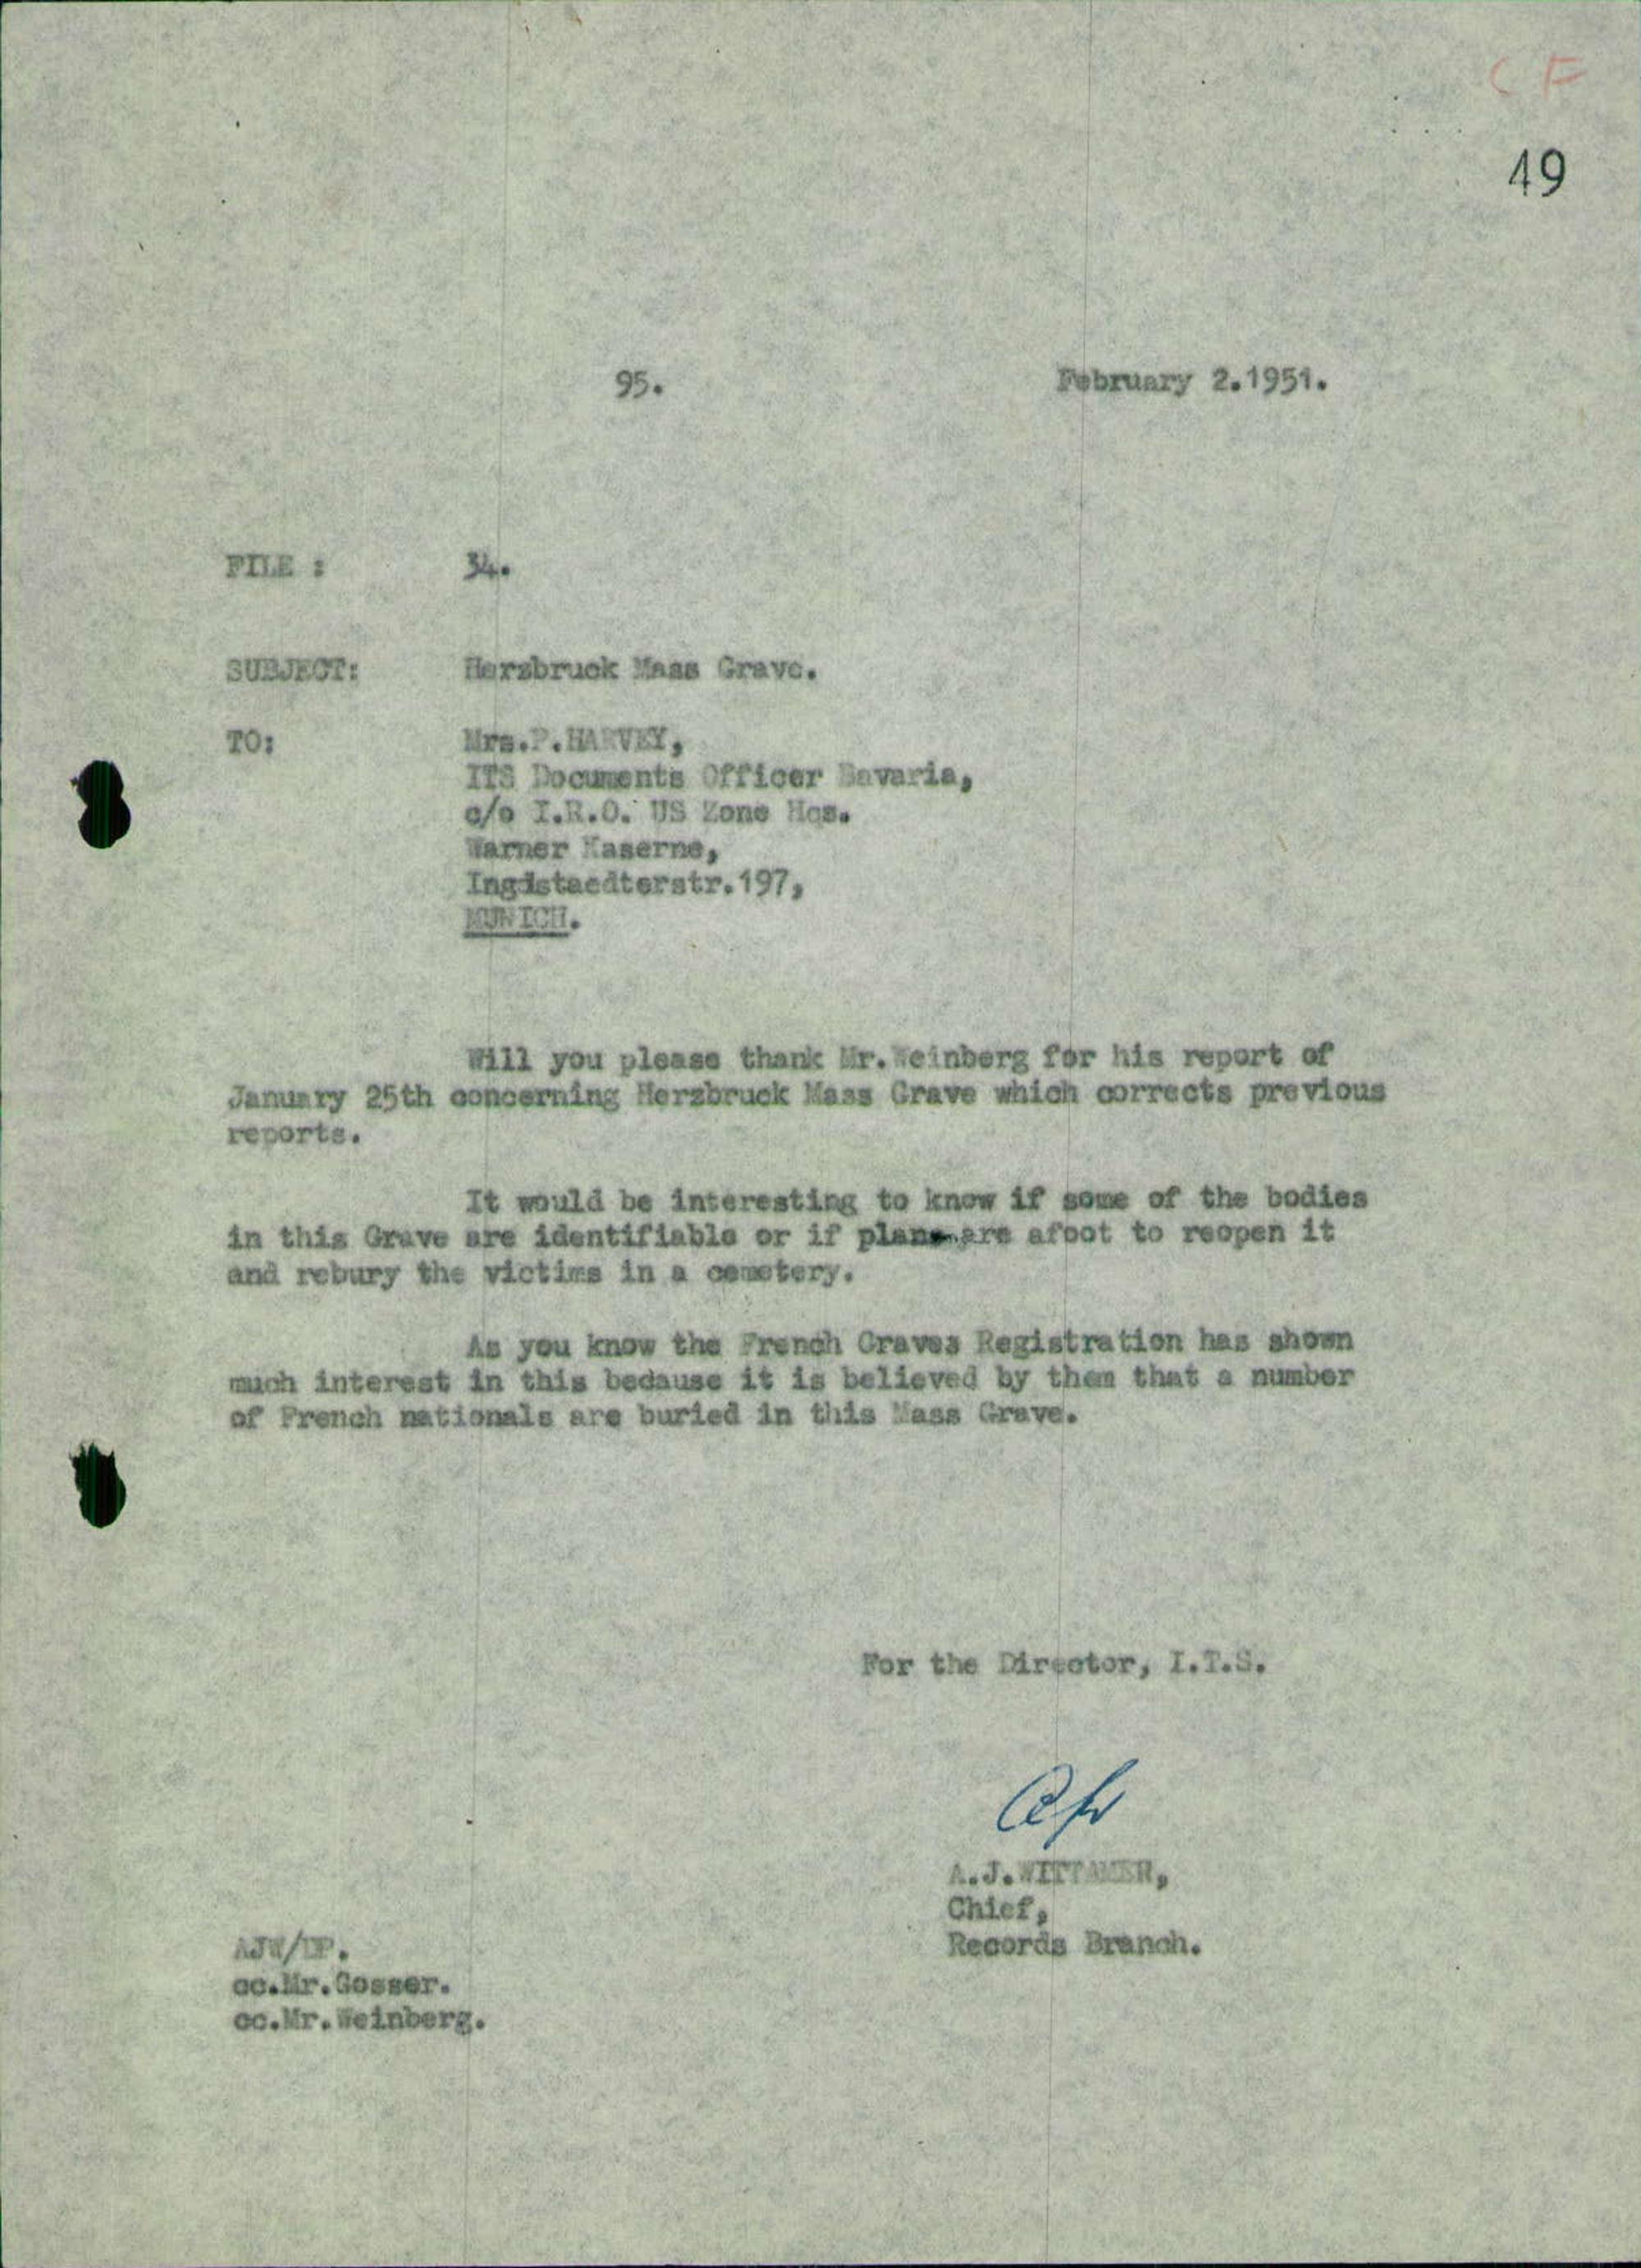 CF
49
95. February 2.1951.
FILE : 34.
SUBJECT: Herzbruck Mass Grave.
TO: Mrs.P.HARVEY,
ITS Documents Officer Bavaria,
c/o I.R.O. US Zone Hqs.
Warner Kaserne,
Ingdstaedterstr.197,
MUNICH.
Will you please thank Mr.Weinberg for his report of
January 25th concerning Herzbruck Mass Grave which corrects previous
reports.
It would be interesting to know if some of the bodies
in this Grave are identifiable or if plans are afoot to reopen it
and rebury the victims in a cemetery.
As you know the French Graves Registration has shown
much interest in this bedause it is believed by them that a number
of French nationals are buried in this Mass Grave.
For the Director, I.T.S.
A.J.WITTAMER,
Chief,
Records Branch.
AJW/
cc.Mr.Gosser.
cc.Mr.Weinberg.